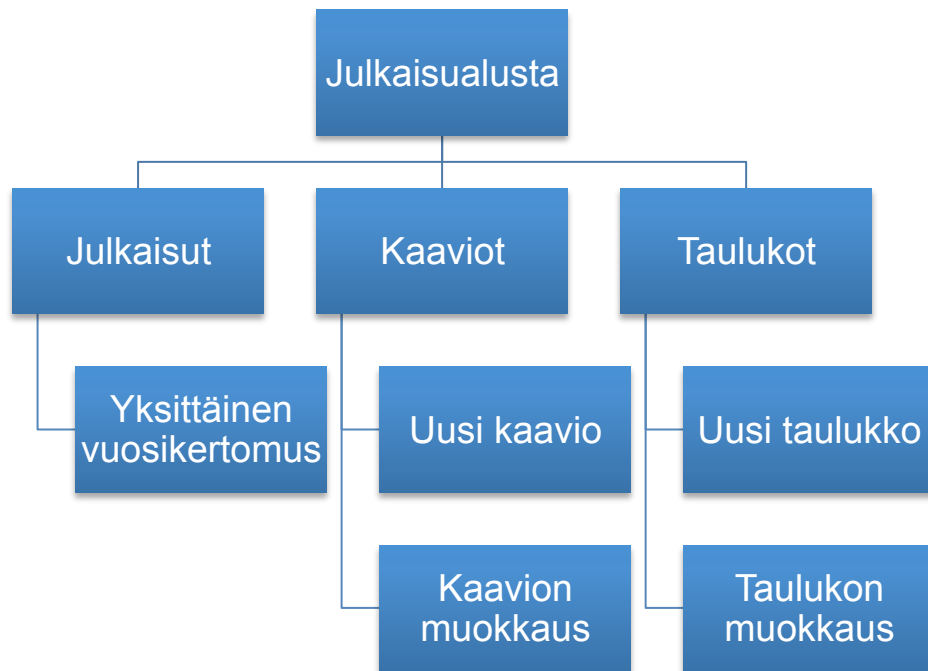 Julkaisualusta
Julkaisut
Kaaviot
Taulukot
Yksittäinen
vuosikertomus
Uusi kaavio
Uusi taulukko
Kaavion
muokkaus
Taulukon
muokkaus